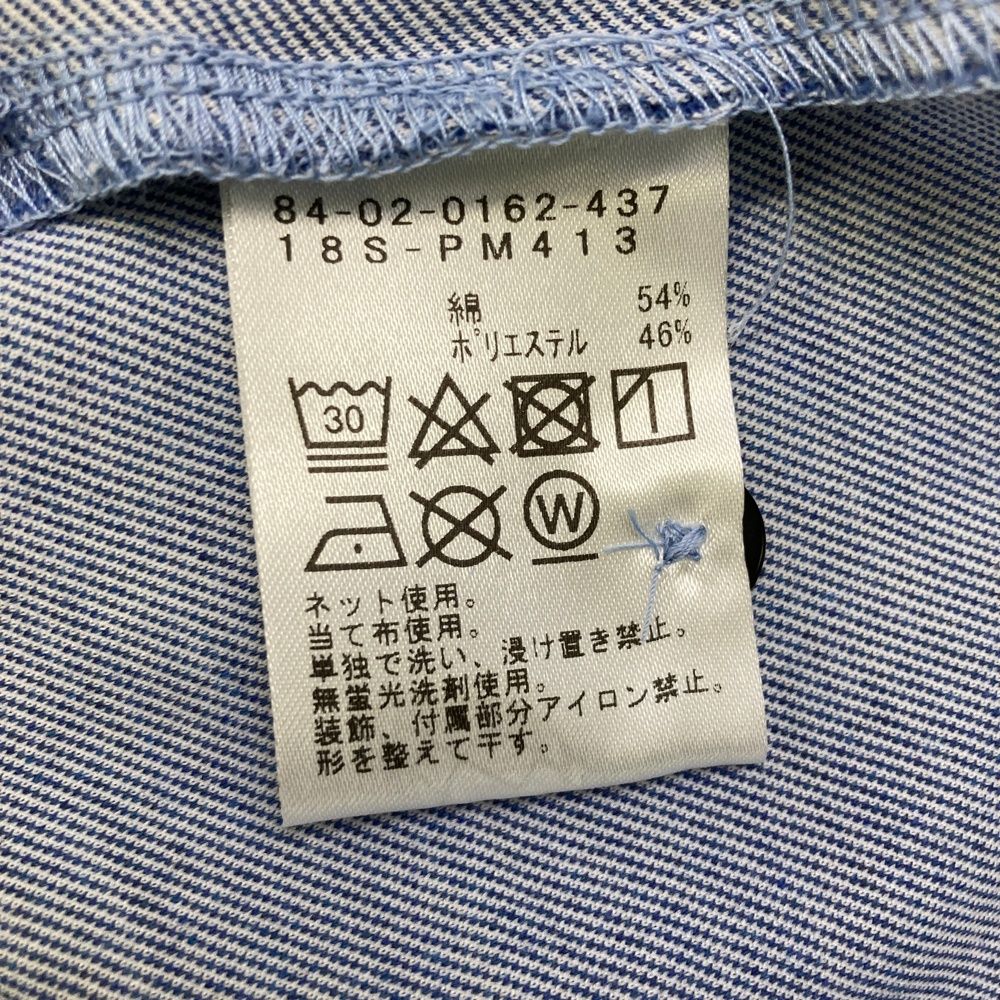 84-02-0162-437
18S-PM413
綿 54%
ポリエステル 46%
30
W
ネット使用。
当て布使用。
単独で洗い、浸け置き禁止。
無蛍光洗剤使用。
装飾、付属部分アイロン禁止。
形を整えて干す。